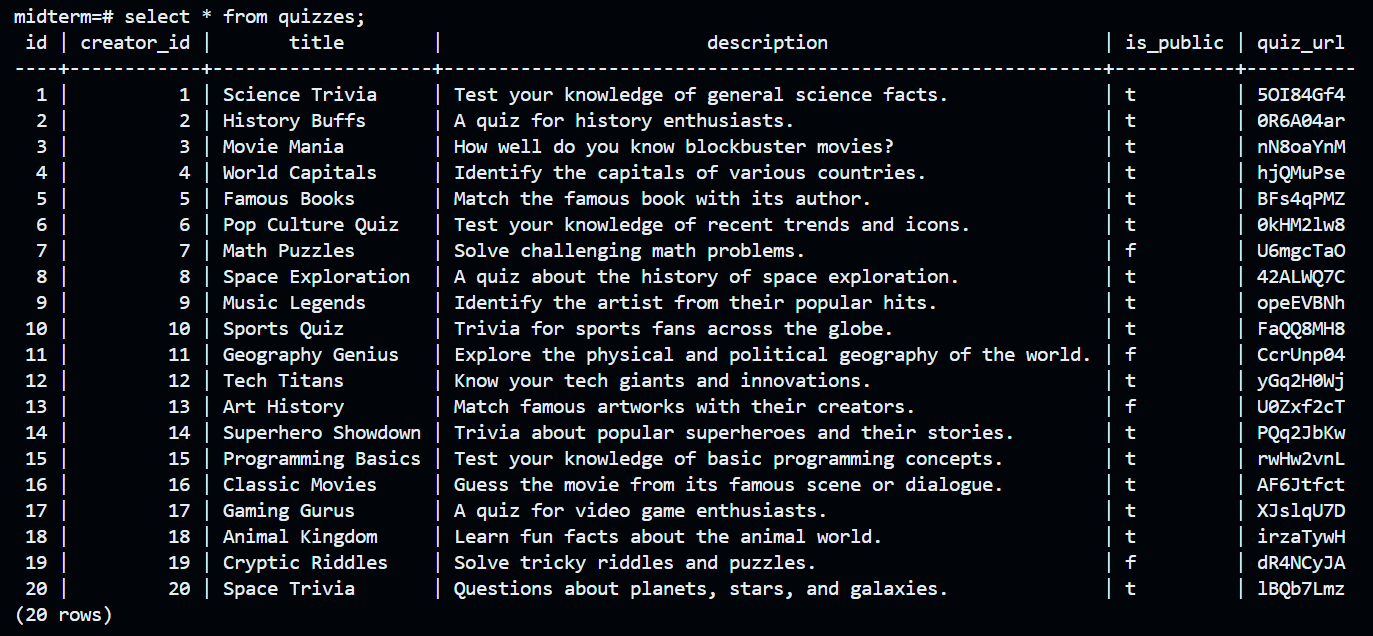 midterm=# select * from quizzes;
 id | creator_id |       title        |                        description                         | is_public | quiz_url
----+------------+--------------------+------------------------------------------------------------+-----------+----------
  1 |          1 | Science Trivia     | Test your knowledge of general science facts.              | t         | 5OI84Gf4
  2 |          2 | History Buffs      | A quiz for history enthusiasts.                            | t         | 0R6A04ar
  3 |          3 | Movie Mania        | How well do you know blockbuster movies?                   | t         | nN8oaYnM
  4 |          4 | World Capitals     | Identify the capitals of various countries.                | t         | hjQMuPse
  5 |          5 | Famous Books       | Match the famous book with its author.                     | t         | BFs4qPMZ
  6 |          6 | Pop Culture Quiz   | Test your knowledge of recent trends and icons.            | t         | 0kHM2lw8
  7 |          7 | Math Puzzles       | Solve challenging math problems.                           | f         | U6mgcTaO
  8 |          8 | Space Exploration  | A quiz about the history of space exploration.             | t         | 42ALWQ7C
  9 |          9 | Music Legends      | Identify the artist from their popular hits.               | t         | opeEVBNh
 10 |         10 | Sports Quiz        | Trivia for sports fans across the globe.                   | t         | FaQQ8MH8
 11 |         11 | Geography Genius   | Explore the physical and political geography of the world. | f         | CcrUnp04
 12 |         12 | Tech Titans        | Know your tech giants and innovations.                     | t         | yGq2H0Wj
 13 |         13 | Art History        | Match famous artworks with their creators.                 | f         | U0Zxf2cT
 14 |         14 | Superhero Showdown | Trivia about popular superheroes and their stories.        | t         | PQq2JbKw
 15 |         15 | Programming Basics | Test your knowledge of basic programming concepts.         | t         | rwHw2vnL
 16 |         16 | Classic Movies     | Guess the movie from its famous scene or dialogue.         | t         | AF6Jtfct
 17 |         17 | Gaming Gurus       | A quiz for video game enthusiasts.                         | t         | XJslqU7D
 18 |         18 | Animal Kingdom     | Learn fun facts about the animal world.                    | t         | irzaTywH
 19 |         19 | Cryptic Riddles    | Solve tricky riddles and puzzles.                          | f         | dR4NCyJA
 20 |         20 | Space Trivia       | Questions about planets, stars, and galaxies.              | t         | lBQb7Lmz
(20 rows)